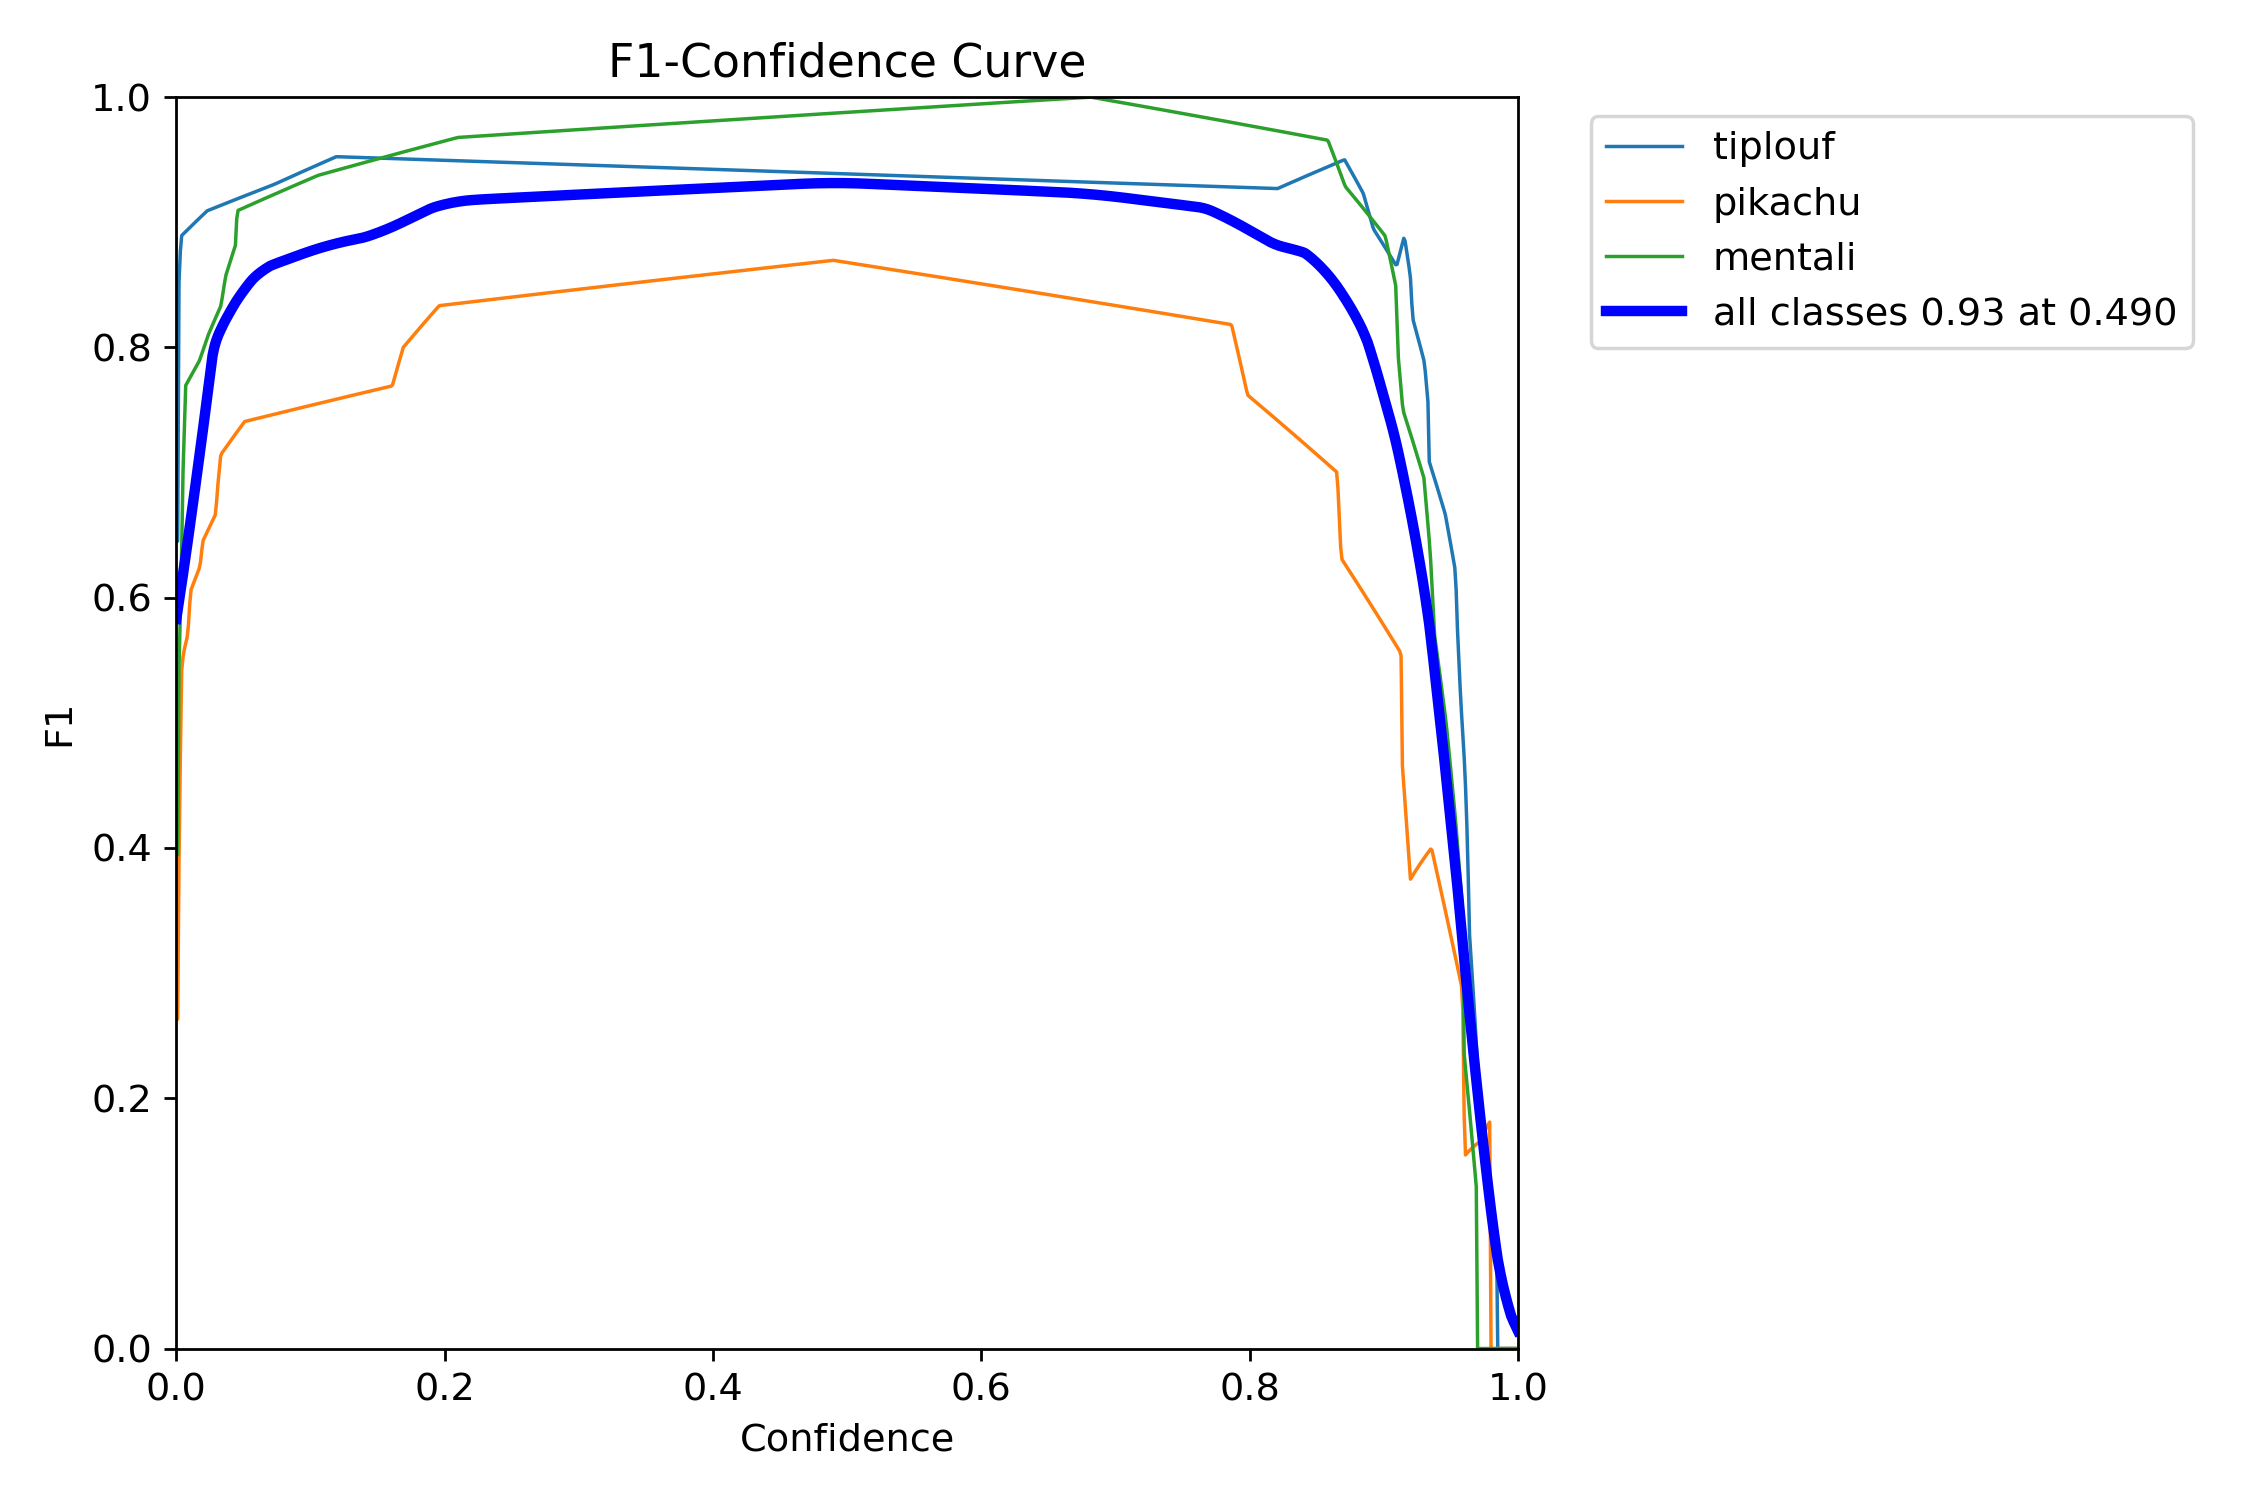 F1-Confidence Curve
1.0
0.8
0.6
0.4
0.2
0.0
F1
0.0 0.2 0.4 0.6 0.8 1.0
Confidence
tiplouf
pikachu
mentali
all classes 0.93 at 0.490